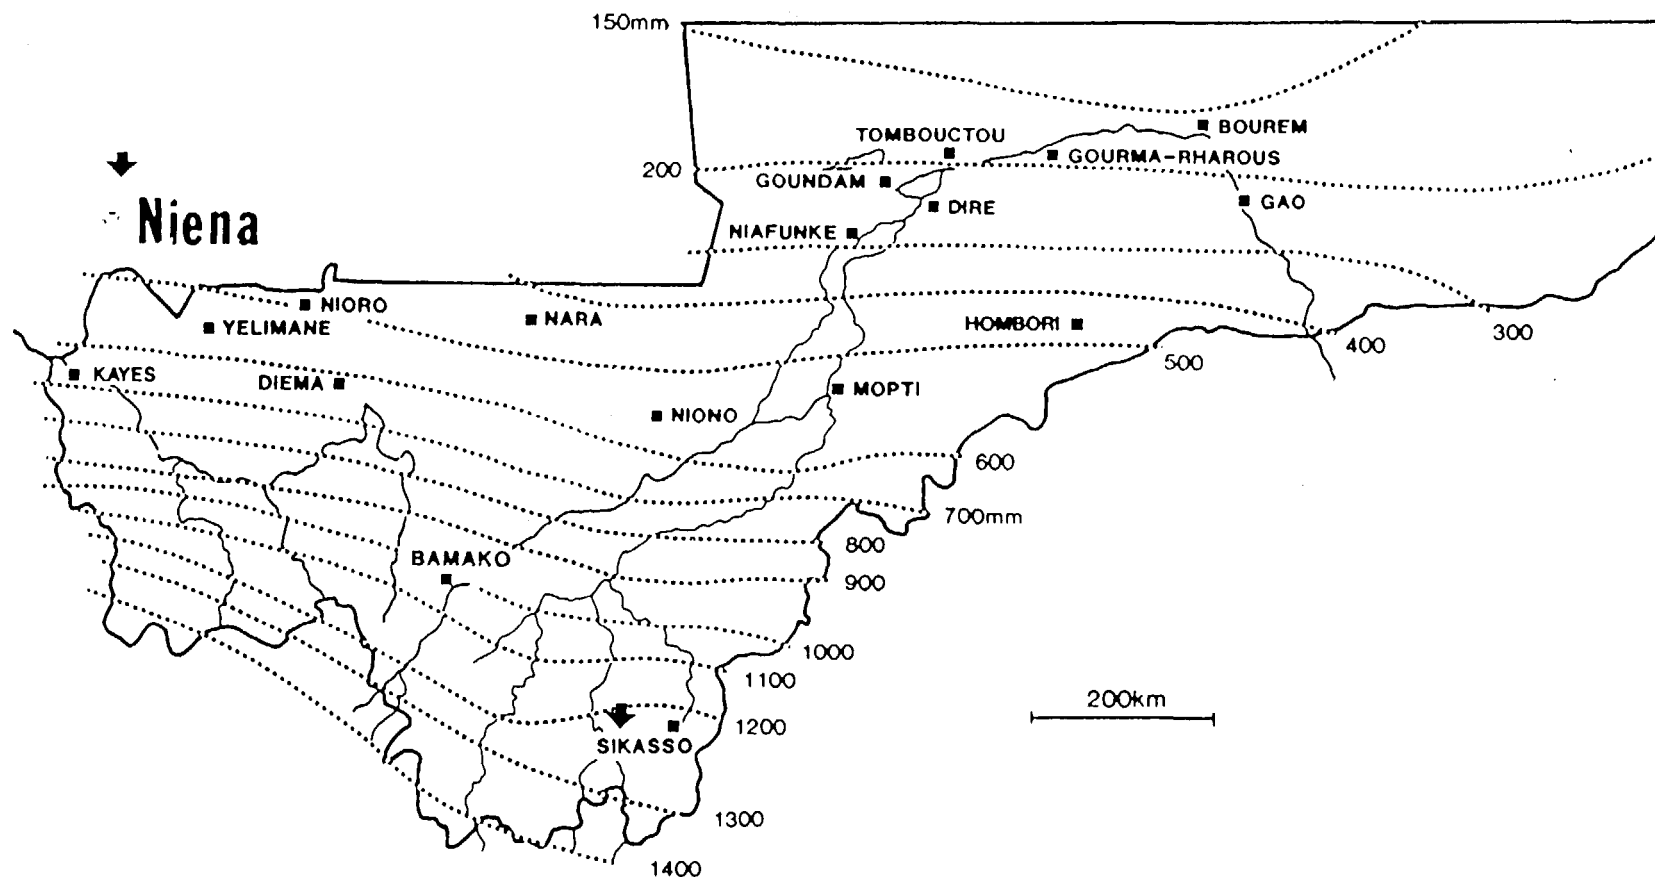 150mm
BOUREM
TOMBOUCTOU
GOURMA-RHAROUS
200
GOUNDAM
Niena
DIRE
GAO
NIAFUNKE
NIORO
NARA
YELIMANE
HOMBORI
300
400
500
KAYES
DIEMA
MOPTI
NIONO
600
700mm
800
BAMAKO
900
1000
1100
200km
1200
SIKASSO
1300
1400